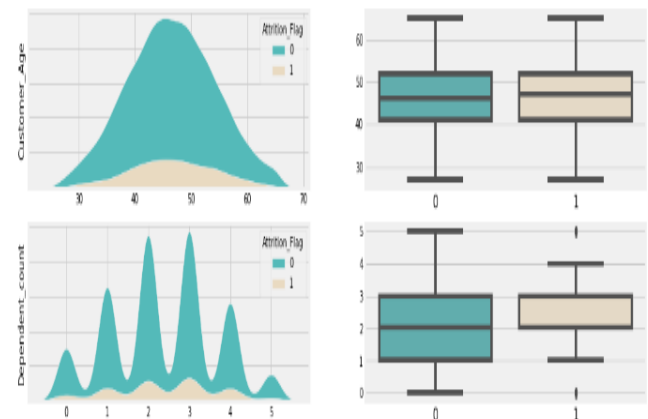 Customer_Age
Attrition_Flag
0
1
30 40 50 60 70
60
50
40
30
0 1
Dependent_count
Attrition_Flag
0
1
0 1 2 3 4 5
5
4
3
2
1
0
0 1